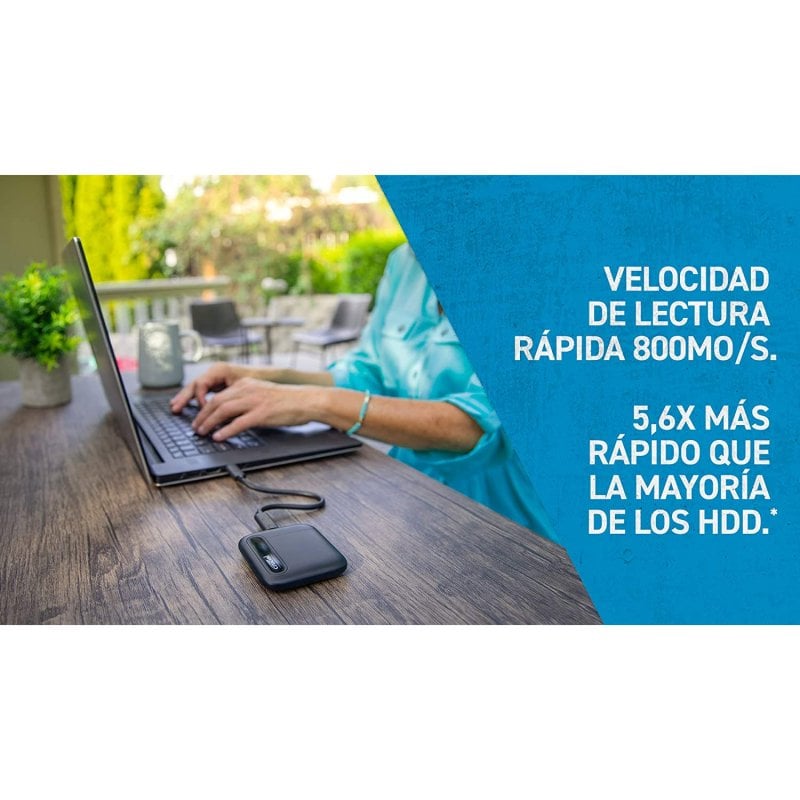 VELOCIDAD
DE LECTURA
RÁPIDA 800MO/S.
5,6X MÁS
RÁPIDO QUE
LA MAYORÍA
DE LOS HDD.*